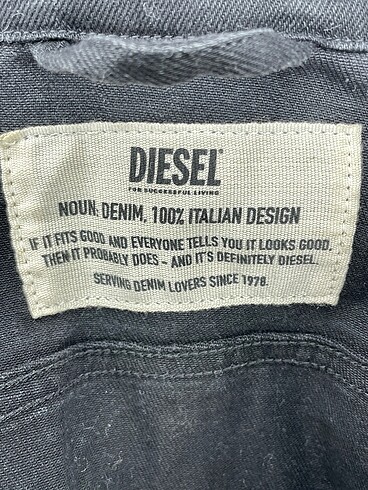 DIESEL®
FOR SUCCESSFUL LIVING
NOUN: DENIM, 100% ITALIAN DESIGN
IF IT FITS GOOD AND EVERYONE TELLS YOU IT LOOKS GOOD,
THEN IT PROBABLY DOES - AND IT'S DEFINITELY DIESEL.
SERVING DENIM LOVERS SINCE 1978.